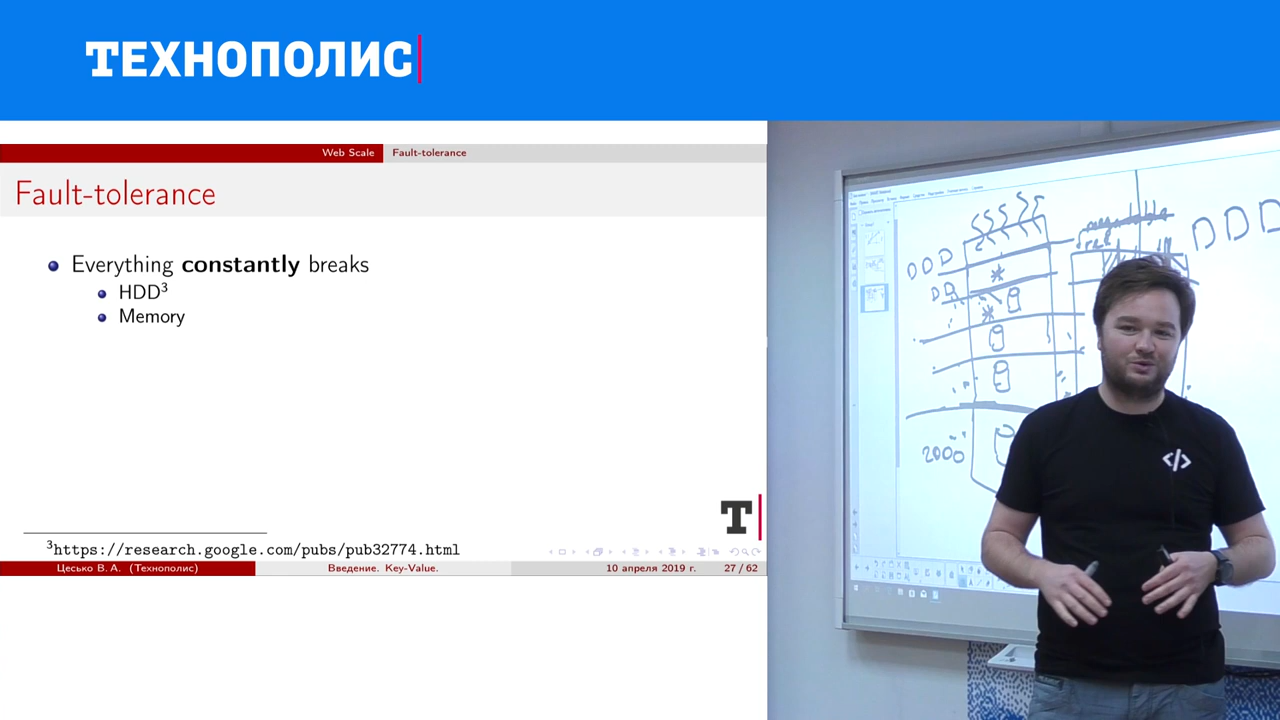 ТЕХНОПОЛИС
Web Scale Fault-tolerance
Fault-tolerance
Everything constantly breaks
HDD3
Memory
T
3https://research.google.com/pubs/pub32774.html
Цесько В. А. (Технополис) Введение. Key-Value. 10 апреля 2019 г. 27 / 62
D D D
D D D
D D
2000
</>